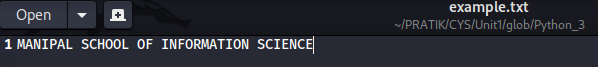 Open
example.txt
~/PRATIK/CYS/Unit1/glob/Python_3
1 MANIPAL SCHOOL OF INFORMATION SCIENCE